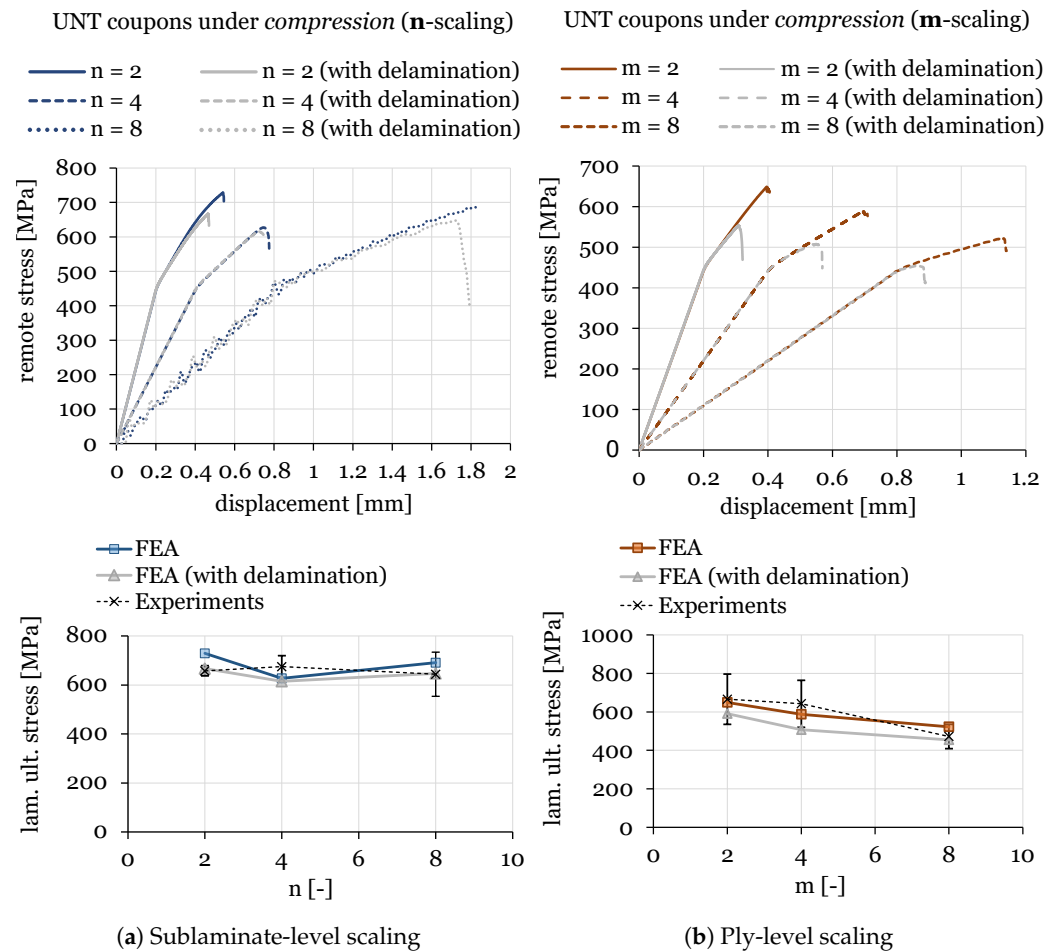 UNT coupons under compression (n-scaling)
n = 2
n = 2 (with delamination)
n = 4
n = 4 (with delamination)
n = 8
n = 8 (with delamination)
remote stress [MPa]
800
700
600
500
400
300
200
100
0
0 0.2 0.4 0.6 0.8 1 1.2 1.4 1.6 1.8 2
displacement [mm]
FEA
FEA (with delamination)
Experiments
lam. ult. stress [MPa]
800
600
400
200
0
0 2 4 6 8 10
n [-]
(a) Sublaminate-level scaling
UNT coupons under compression (m-scaling)
m = 2
m = 2 (with delamination)
m = 4
m = 4 (with delamination)
m = 8
m = 8 (with delamination)
remote stress [MPa]
700
600
500
400
300
200
100
0
0 0.2 0.4 0.6 0.8 1 1.2
displacement [mm]
FEA
FEA (with delamination)
Experiments
lam. ult. stress [MPa]
1000
800
600
400
200
0
0 2 4 6 8 10
m [-]
(b) Ply-level scaling